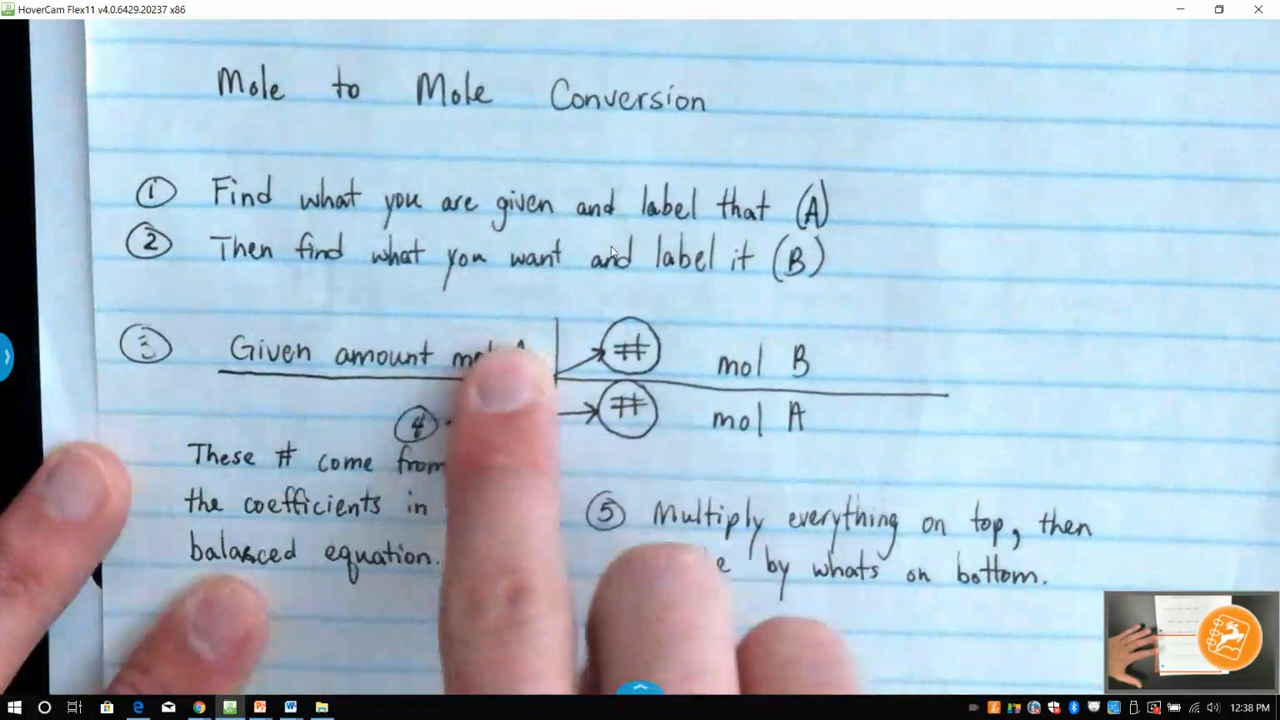 HoverCam Flex11 v4.0.6429.20237 x86
Mole to Mole Conversion
① Find what you are given and label that (A)
② Then find what you want and label it (B)
③ Given amount # mol B
# mol A
④
These # come from
the coefficients in
balanced equation.
⑤ Multiply everything on top, then
by whats on bottom.
12:38 PM